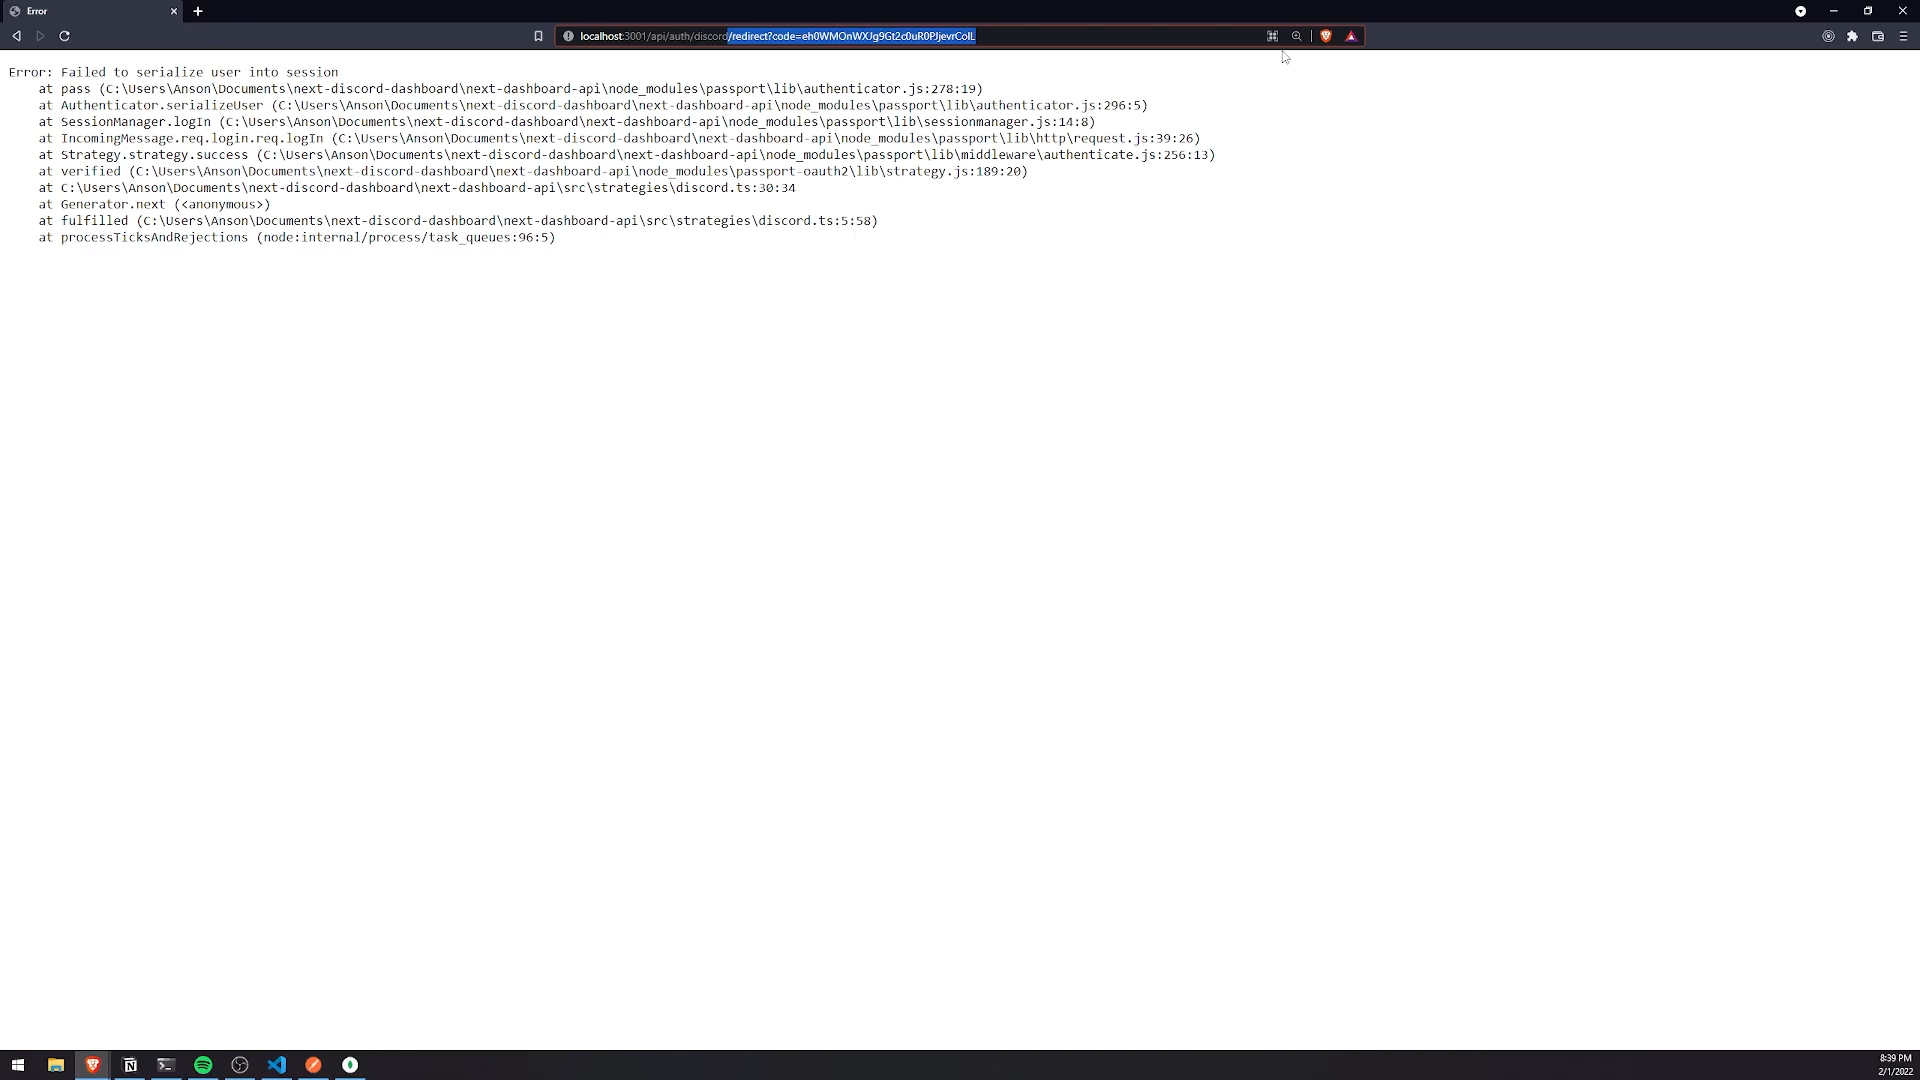 Error
localhost:3001/api/auth/discord/redirect?code=eh0WMOnWXJg9Gt2c0uR0PJjevrColL
Error: Failed to serialize user into session
at pass (C:\Users\Anson\Documents\next-discord-dashboard\next-dashboard-api\node_modules\passport\lib\authenticator.js:278:19)
at Authenticator.serializeUser (C:\Users\Anson\Documents\next-discord-dashboard\next-dashboard-api\node_modules\passport\lib\authenticator.js:296:5)
at SessionManager.logIn (C:\Users\Anson\Documents\next-discord-dashboard\next-dashboard-api\node_modules\passport\lib\sessionmanager.js:14:8)
at IncomingMessage.req.login.req.logIn (C:\Users\Anson\Documents\next-discord-dashboard\next-dashboard-api\node_modules\passport\lib\http\request.js:39:26)
at Strategy.strategy.success (C:\Users\Anson\Documents\next-discord-dashboard\next-dashboard-api\node_modules\passport\lib\middleware\authenticate.js:256:13)
at verified (C:\Users\Anson\Documents\next-discord-dashboard\next-dashboard-api\node_modules\passport-oauth2\lib\strategy.js:189:20)
at C:\Users\Anson\Documents\next-discord-dashboard\next-dashboard-api\src\strategies\discord.ts:30:34
at Generator.next (<anonymous>)
at fulfilled (C:\Users\Anson\Documents\next-discord-dashboard\next-dashboard-api\src\strategies\discord.ts:5:58)
at processTicksAndRejections (node:internal/process/task_queues:96:5)
8:39 PM
2/1/2022